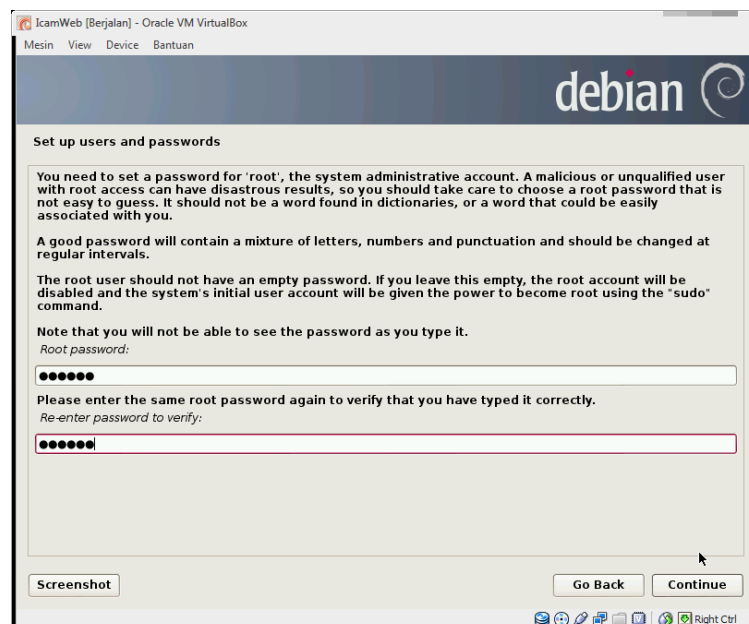 IcamWeb [Berjalan] - Oracle VM VirtualBox
Mesin View Device Bantuan
debian
Set up users and passwords
You need to set a password for 'root', the system administrative account. A malicious or unqualified user
with root access can have disastrous results, so you should take care to choose a root password that is
not easy to guess. It should not be a word found in dictionaries, or a word that could be easily
associated with you.
A good password will contain a mixture of letters, numbers and punctuation and should be changed at
regular intervals.
The root user should not have an empty password. If you leave this empty, the root account will be
disabled and the system's initial user account will be given the power to become root using the "sudo"
command.
Note that you will not be able to see the password as you type it.
Root password:
●●●●●●
Please enter the same root password again to verify that you have typed it correctly.
Re-enter password to verify:
●●●●●●
Screenshot Go Back Continue
Right Ctrl